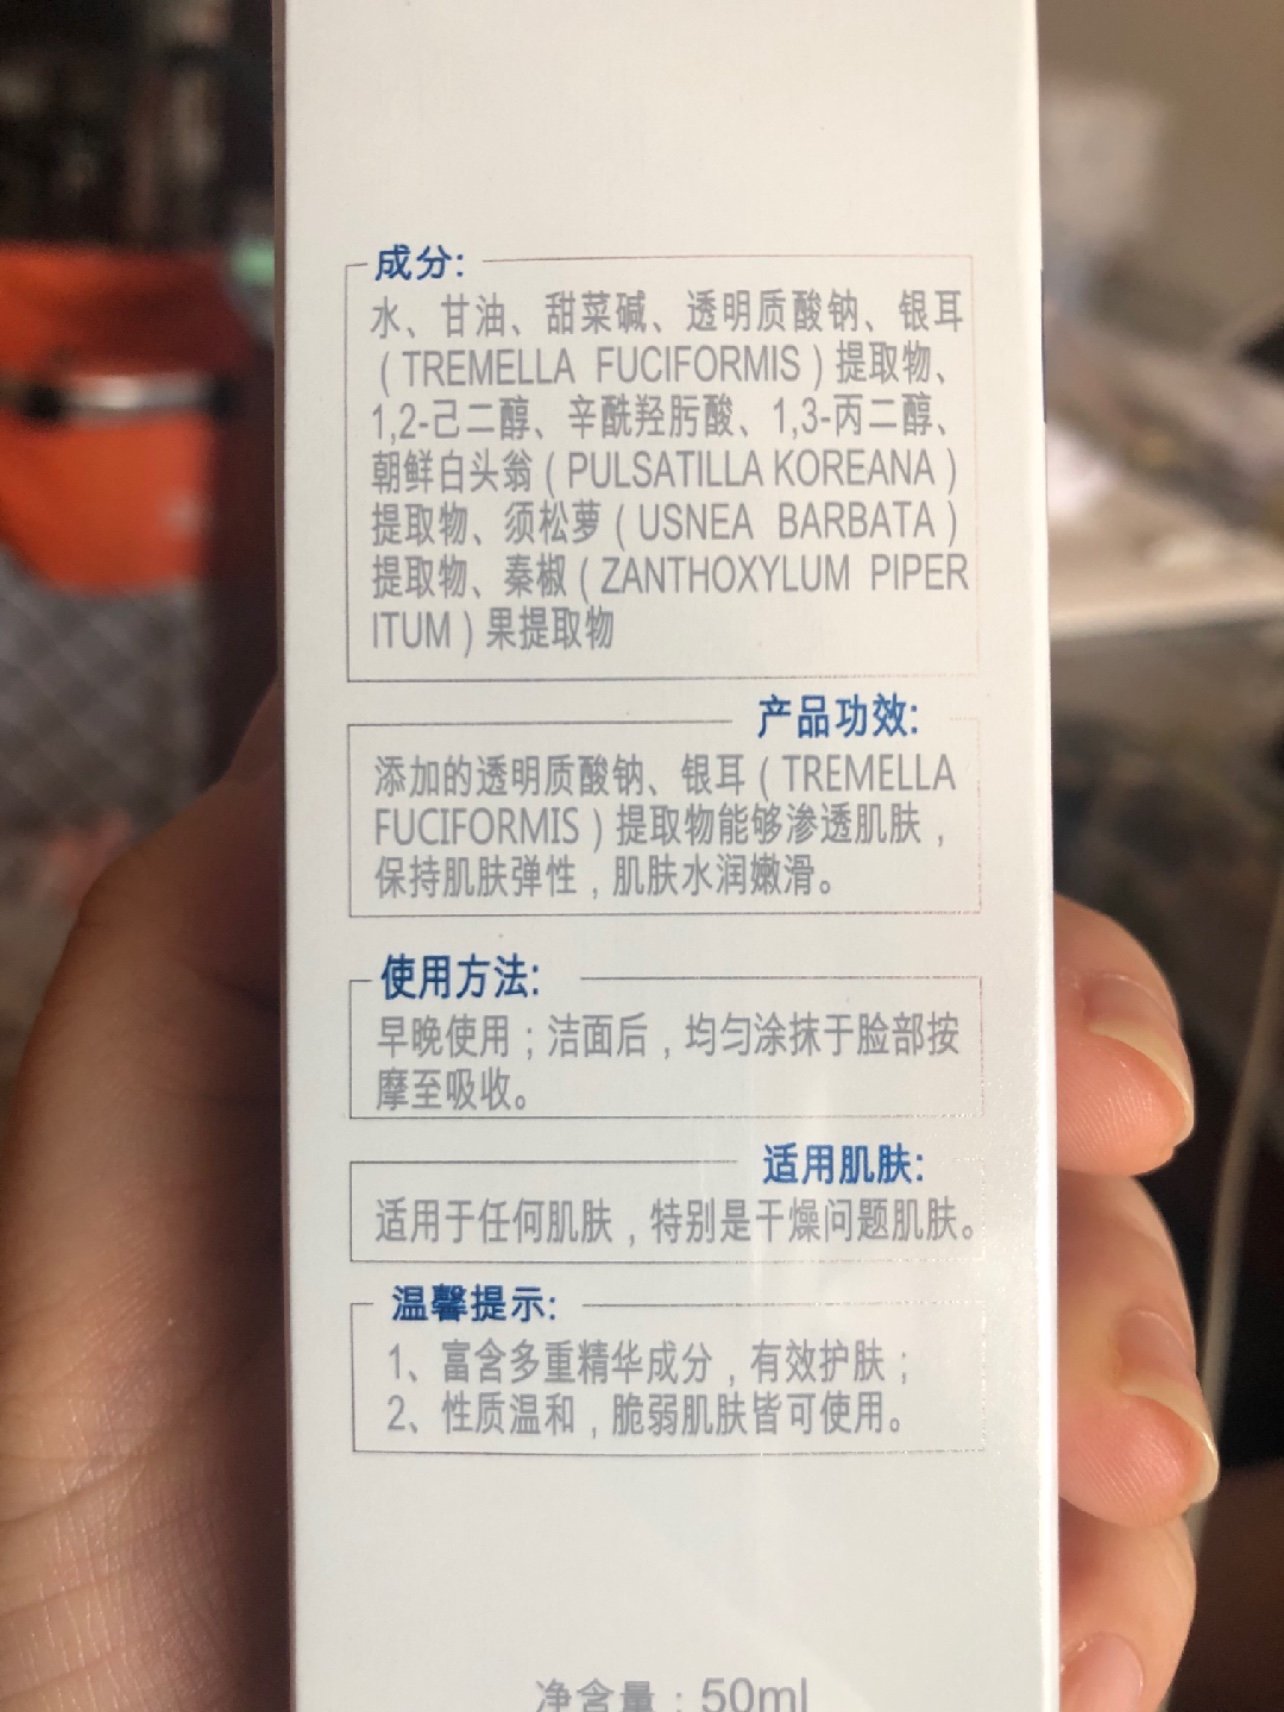 成分:
水、甘油、甜菜碱、透明质酸钠、银耳
(TREMELLA FUCIFORMIS)提取物、
1,2-己二醇、辛酰羟肟酸、1,3-丙二醇、
朝鲜白头翁(PULSATILLA KOREANA)
提取物、须松萝(USNEA BARBATA)
提取物、秦椒(ZANTHOXYLUM PIPER
ITUM)果提取物
产品功效:
添加的透明质酸钠、银耳(TREMELLA
FUCIFORMIS)提取物能够渗透肌肤,
保持肌肤弹性,肌肤水润嫩滑。
使用方法:
早晚使用;洁面后,均匀涂抹于脸部按
摩至吸收。
适用肌肤:
适用于任何肌肤,特别是干燥问题肌肤。
温馨提示:
1、富含多重精华成分,有效护肤;
2、性质温和,脆弱肌肤皆可使用。
净含量:50ml